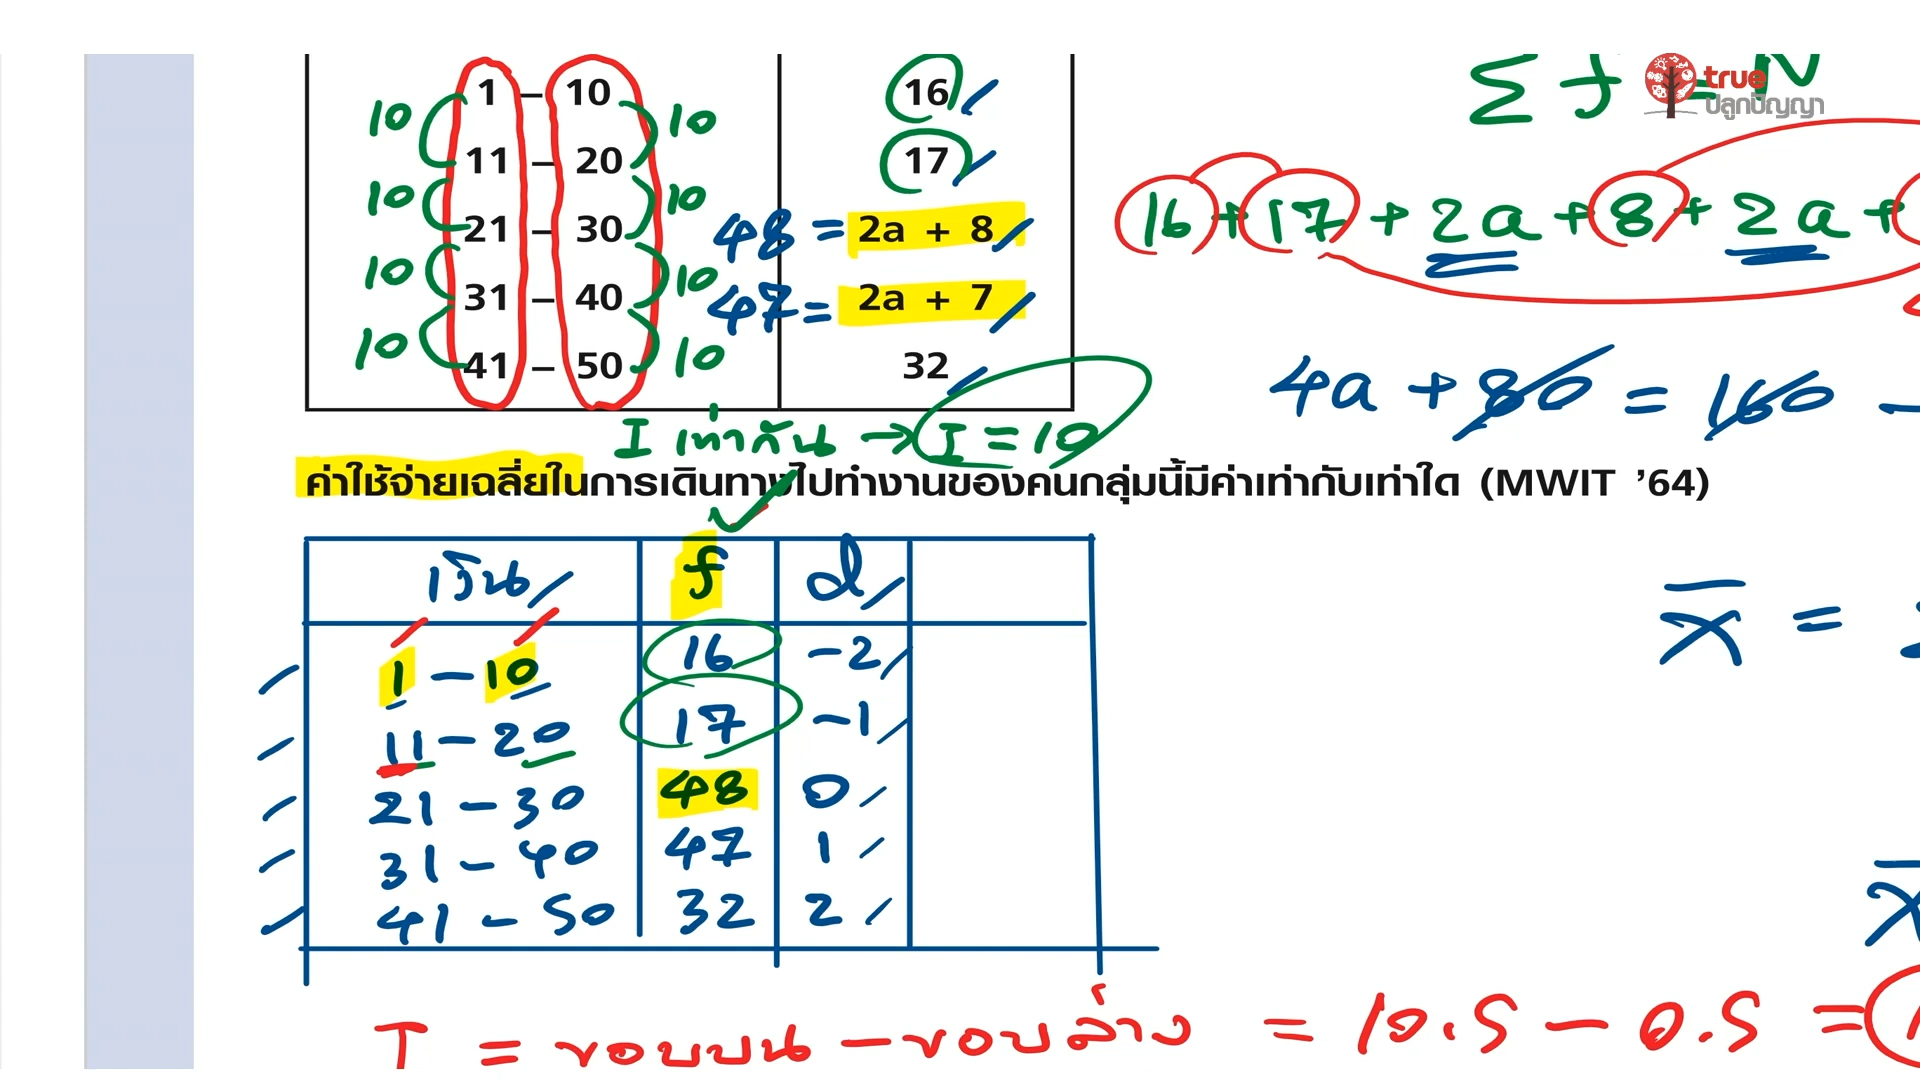 Σf = N
true
ปลูกปัญญา
1 – 10 16
10 10
11 – 20 17
10 10
21 – 30 48 = 2a + 8
10 10
31 – 40 47 = 2a + 7
10 10
41 – 50 32
16 + 17 + 2a + 8 + 2a +
4a + 80 = 160 –
I เท่ากัน → I = 10
ค่าใช้จ่ายเฉลี่ยในการเดินทางไปทำงานของคนกลุ่มนี้มีค่าเท่ากับเท่าใด (MWIT ’64)
เงิน f d
1 – 10 16 -2
11 – 20 17 -1
21 – 30 48 0
31 – 40 47 1
41 – 50 32 2
x̄ =
x̄
I = ขอบบน – ขอบล่าง = 10.5 – 0.5 =